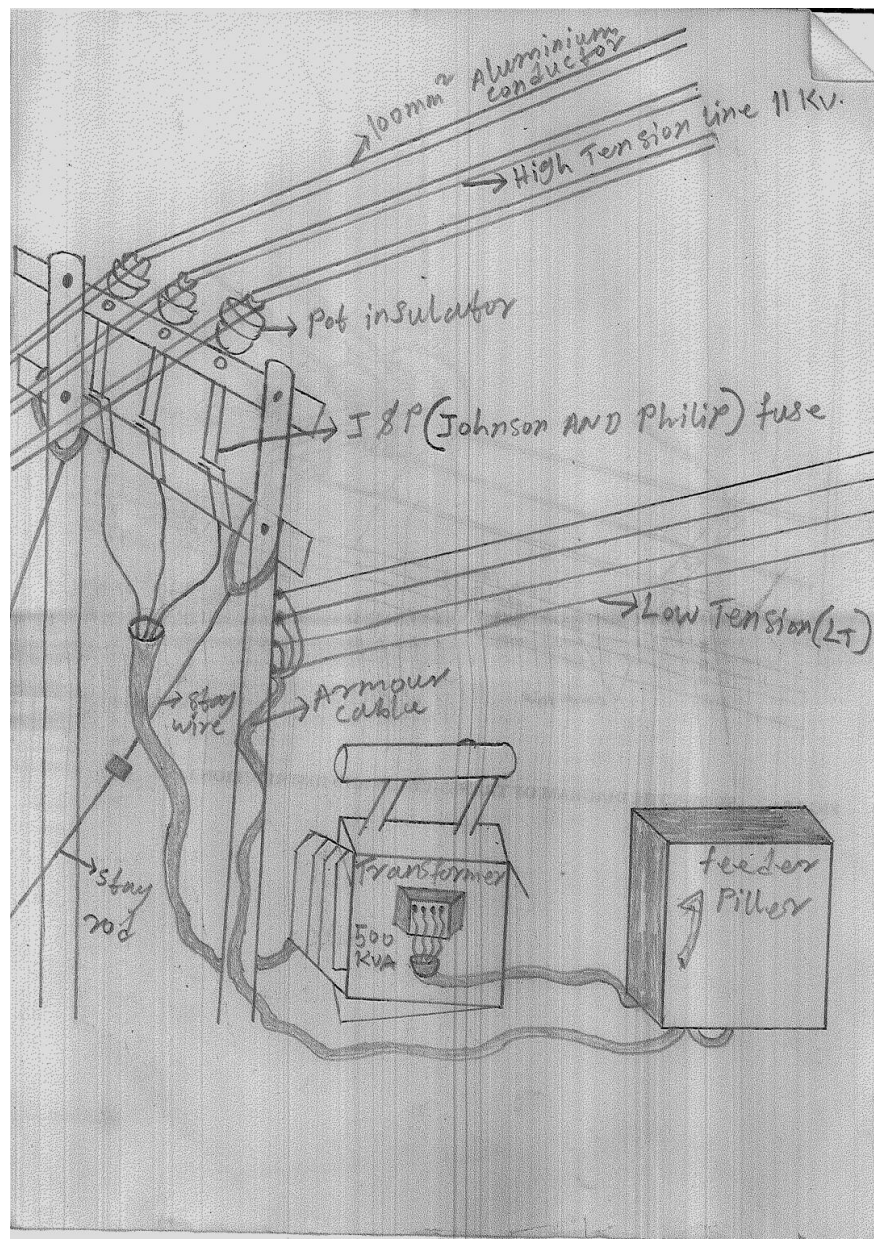 100mm² Aluminium
conductor
High Tension line 11 KV.
Pot insulator
J $ P (Johnson AND Philip) fuse
Low Tension (LT)
stay
wire
Armour
cable
stay
rod
Transformer
500
KVA
feeder
Piller